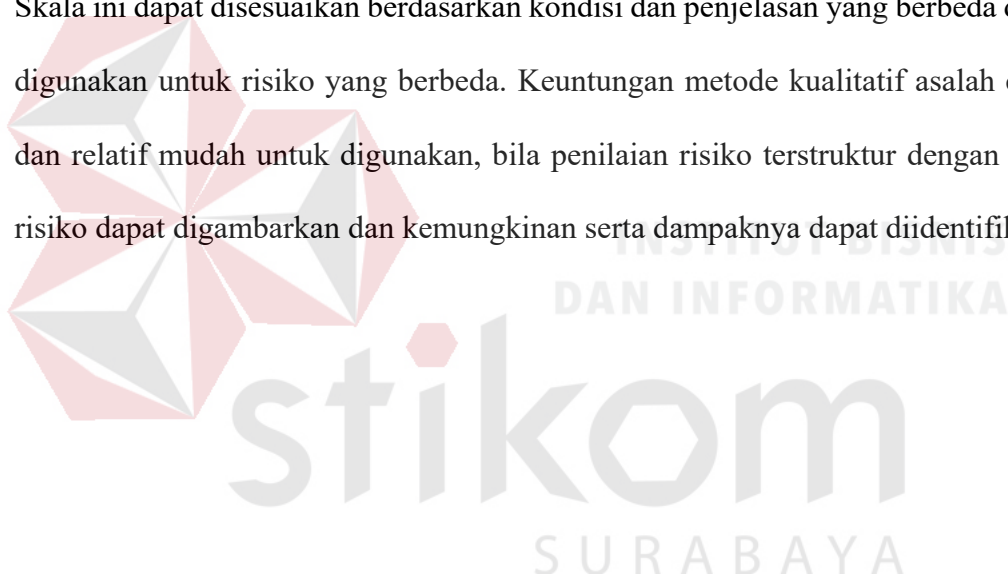 Skala ini dapat disesuaikan berdasarkan kondisi dan penjelasan yang berbeda
digunakan untuk risiko yang berbeda. Keuntungan metode kualitatif asalah
dan relatif mudah untuk digunakan, bila penilaian risiko terstruktur dengan
risiko dapat digambarkan dan kemungkinan serta dampaknya dapat
INSTITUT BISNIS
DAN INFORMATIKA
stikom
SURABAYA